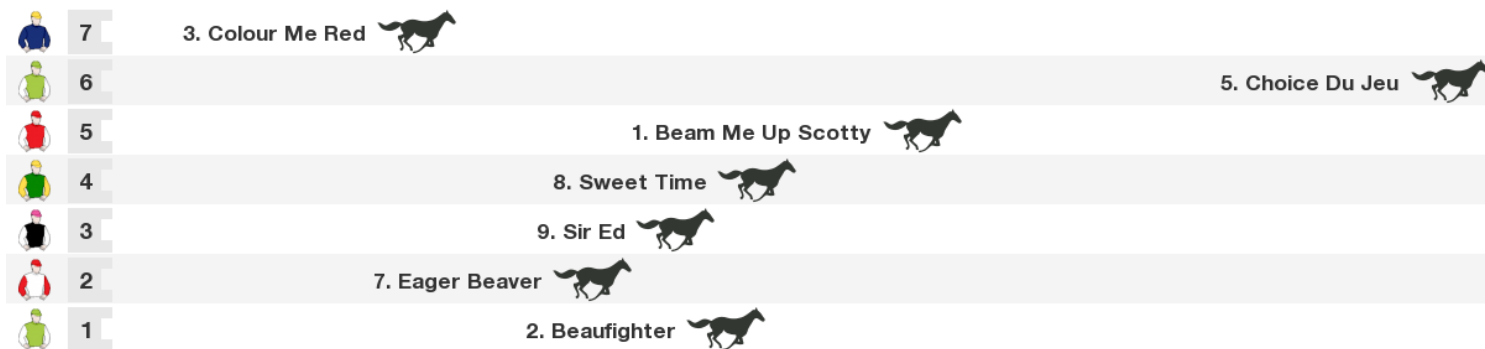 7 3. Colour Me Red
6 5. Choice Du Jeu
5 1. Beam Me Up Scotty
4 8. Sweet Time
3 9. Sir Ed
2 7. Eager Beaver
1 2. Beaufighter